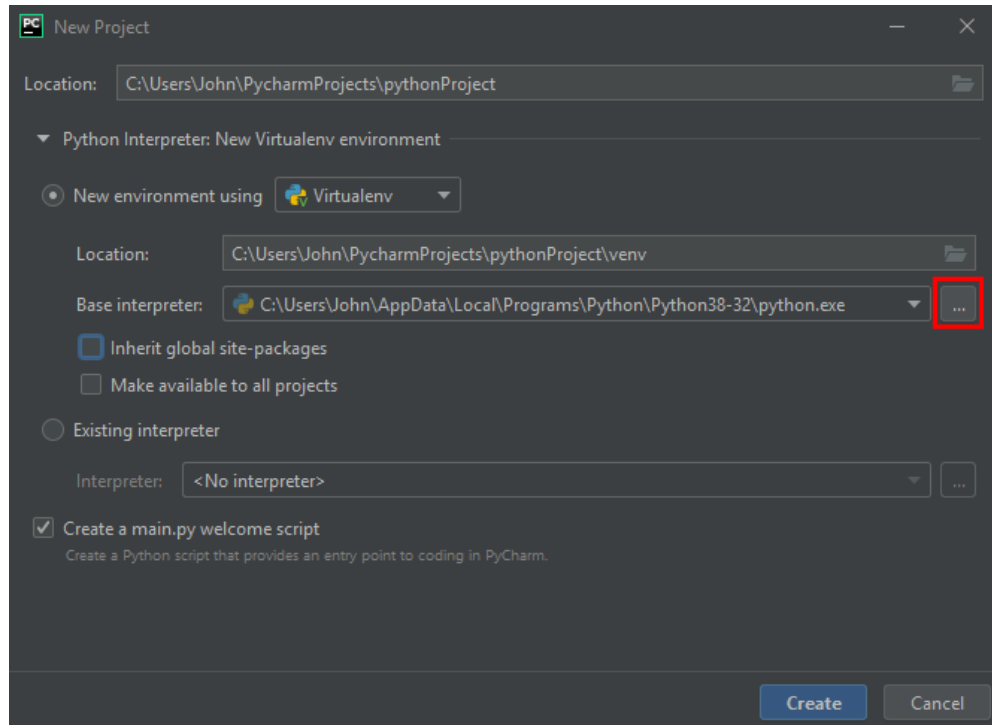 PC New Project
Location: C:\Users\John\PycharmProjects\pythonProject
Python Interpreter: New Virtualenv environment
New environment using Virtualenv
Location: C:\Users\John\PycharmProjects\pythonProject\venv
Base interpreter: C:\Users\John\AppData\Local\Programs\Python\Python38-32\python.exe ...
Inherit global site-packages
Make available to all projects
Existing interpreter
Interpreter: <No interpreter> ...
Create a main.py welcome script
Create a Python script that provides an entry point to coding in PyCharm.
Create Cancel